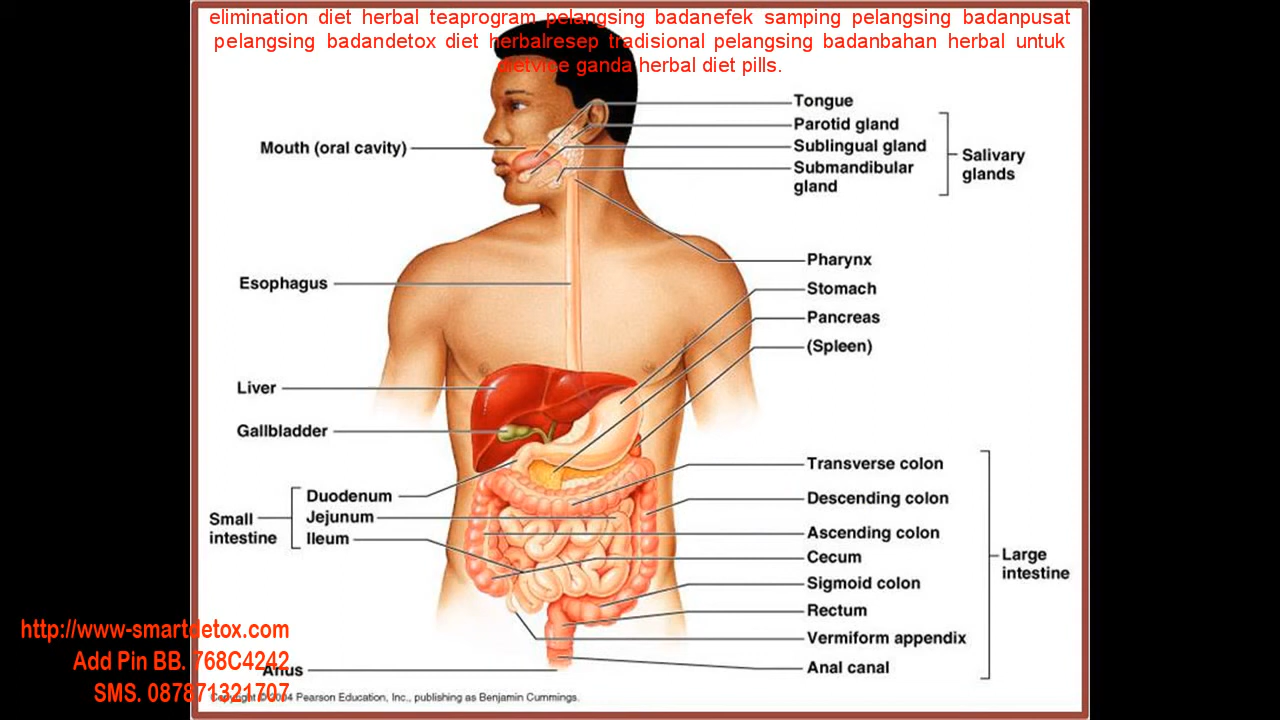 elimination diet herbal teaprogram pelangsing badanefek samping pelangsing badanpusat
pelangsing badandetox diet herbalresep tradisional pelangsing badanbahan herbal untuk
dietvice ganda herbal diet pills.
Tongue
Parotid gland
Mouth (oral cavity)
Sublingual gland
Submandibular
gland
Salivary
glands
Pharynx
Esophagus
Stomach
Pancreas
(Spleen)
Liver
Gallbladder
Transverse colon
Duodenum
Descending colon
Small
intestine
Jejunum
Ileum
Ascending colon
Cecum
Large
intestine
Sigmoid colon
Rectum
Vermiform appendix
Anal canal
Anus
http://www-smartdetox.com
Add Pin BB. 768C4242
SMS. 087871321707
Copyright © 2004 Pearson Education, Inc., publishing as Benjamin Cummings.